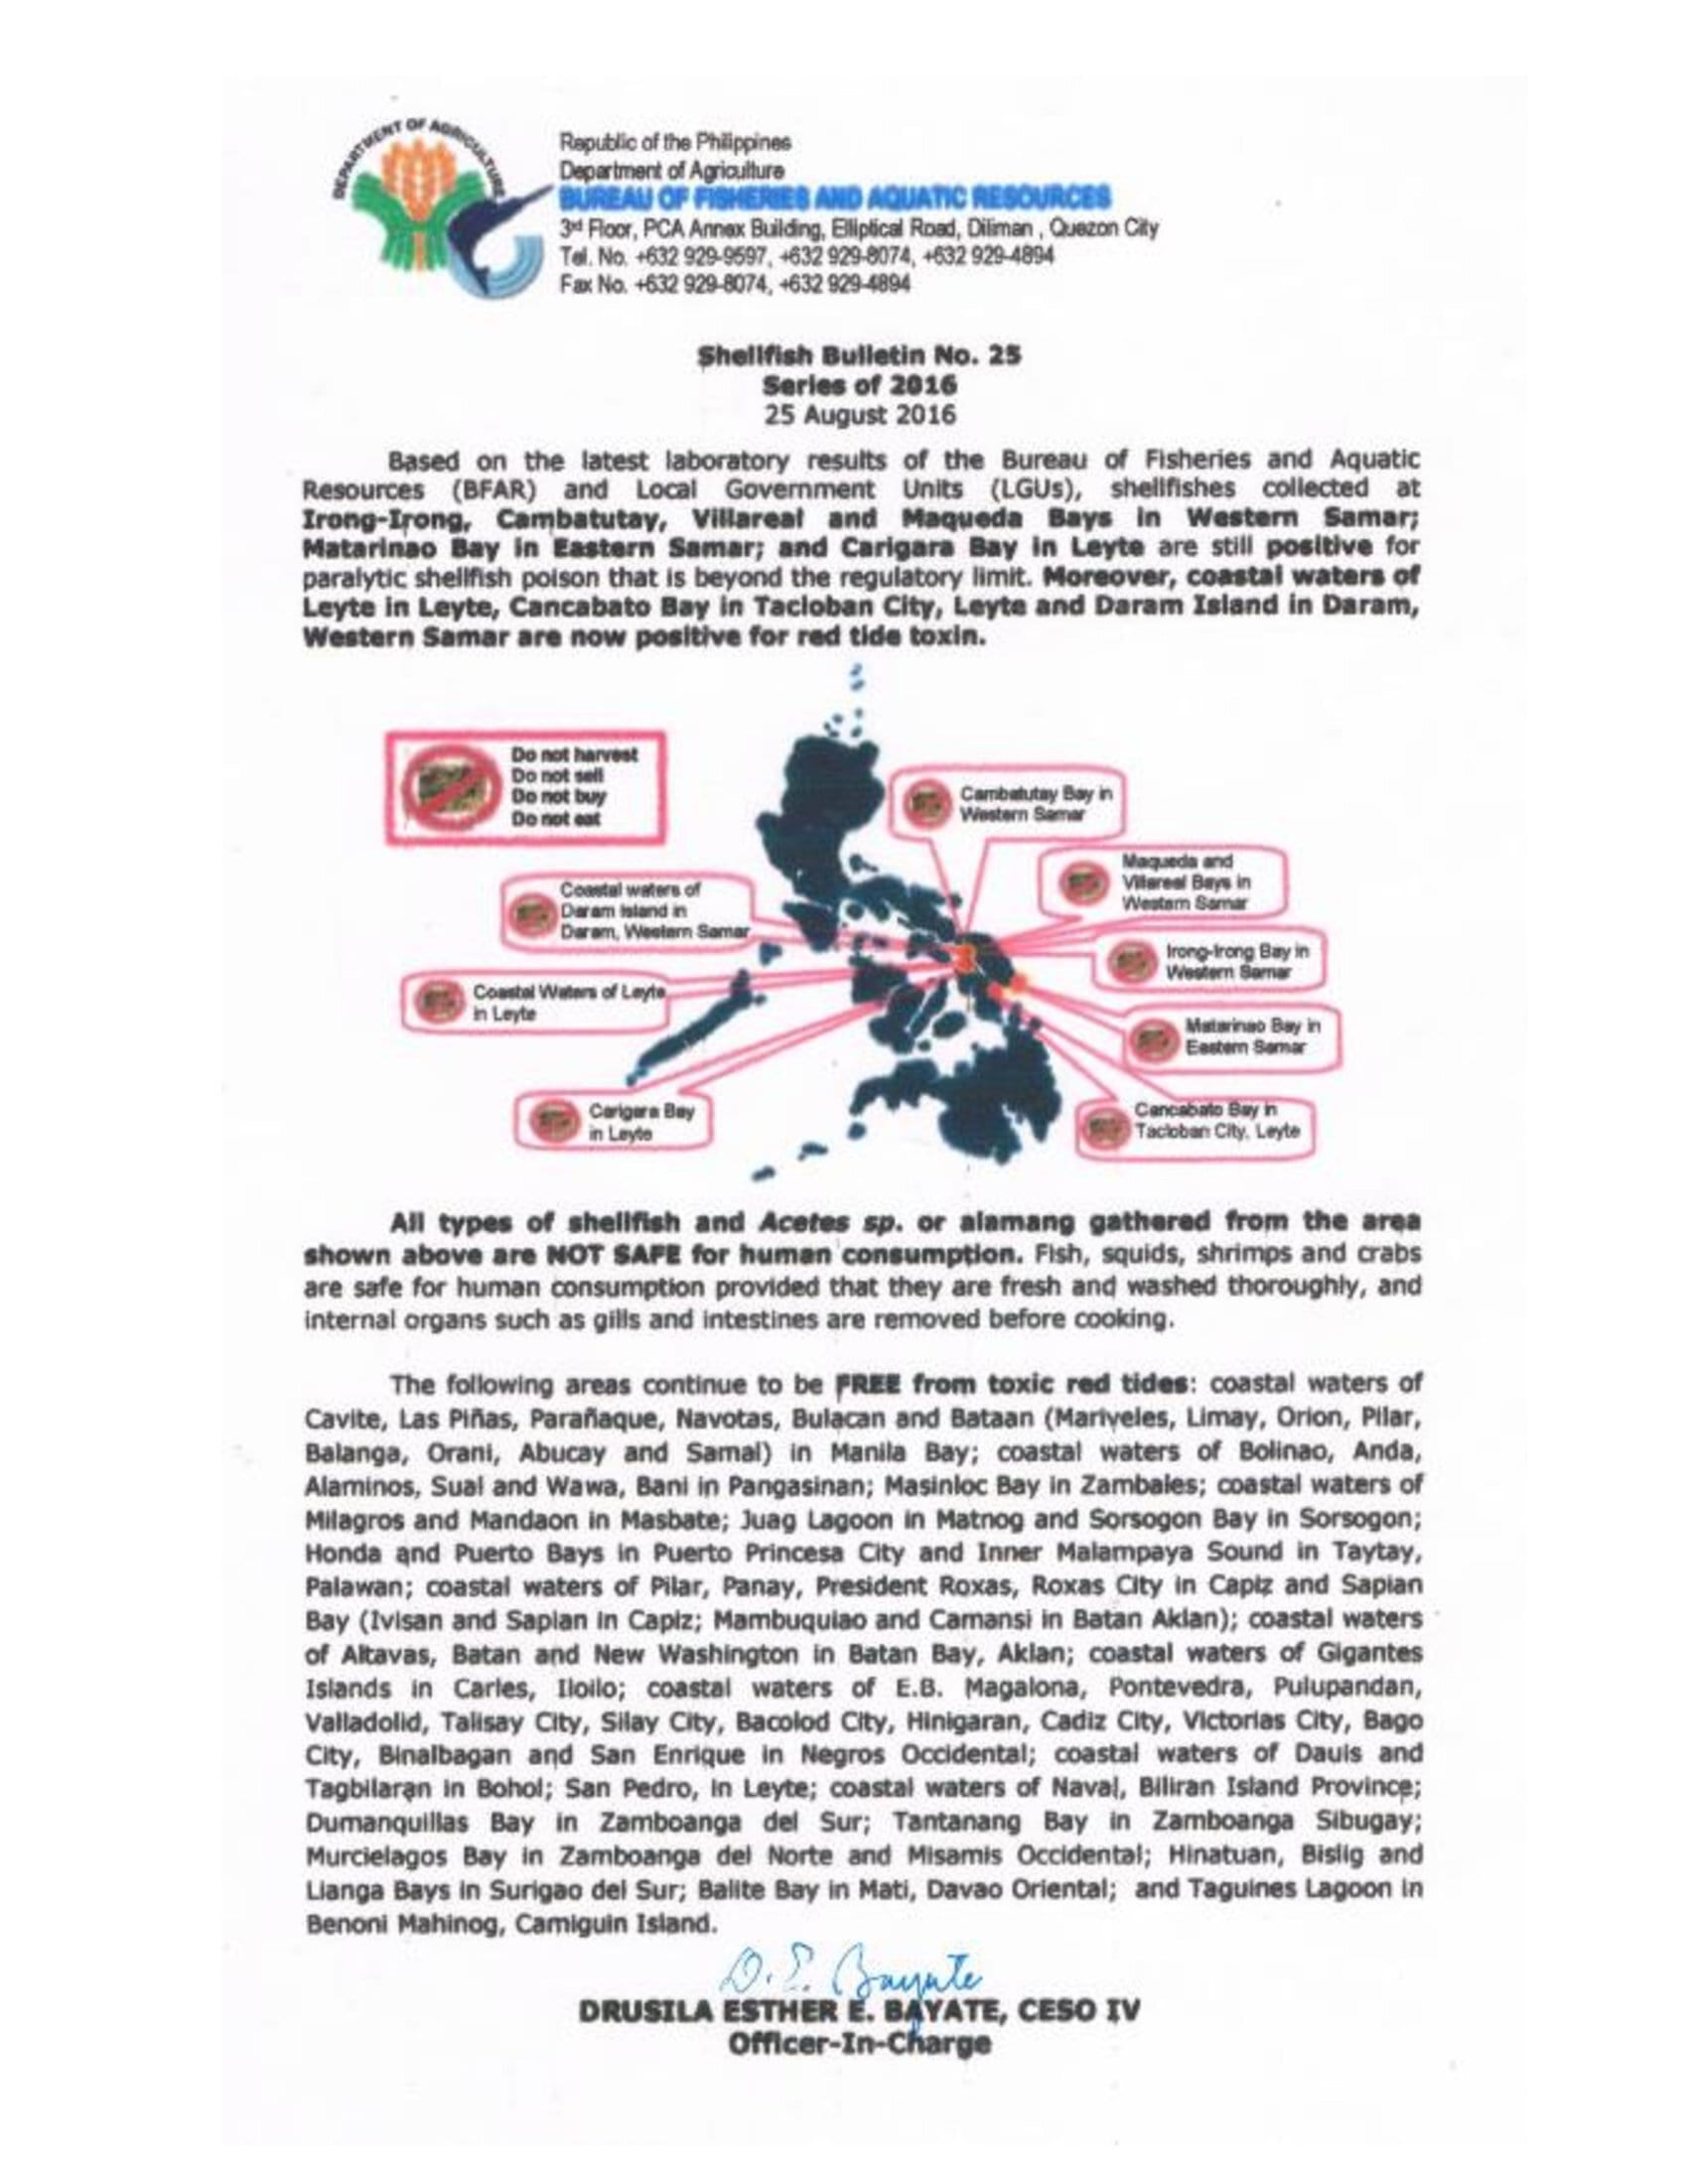 DEPARTMENT OF AGRICULTURE
Republic of the Philippines
Department of Agriculture
BUREAU OF FISHERIES AND AQUATIC RESOURCES
3rd Floor, PCA Annex Building, Elliptical Road, Diliman , Quezon City
Tel. No. +632 929-9597, +632 929-8074, +632 929-4894
Fax No. +632 929-8074, +632 929-4894
Shellfish Bulletin No. 25
Series of 2016
25 August 2016
Based on the latest laboratory results of the Bureau of Fisheries and Aquatic
Resources (BFAR) and Local Government Units (LGUs), shellfishes collected at
Irong-Irong, Cambatutay, Villareal and Maqueda Bays in Western Samar;
Matarinao Bay in Eastern Samar; and Carigara Bay in Leyte are still positive for
paralytic shellfish poison that is beyond the regulatory limit. Moreover, coastal waters of
Leyte in Leyte, Cancabato Bay in Tacloban City, Leyte and Daram Island in Daram,
Western Samar are now positive for red tide toxin.
Do not harvest
Do not sell
Do not buy
Do not eat
Cambatutay Bay in
Western Samar
Maqueda and
Villareal Bays in
Western Samar
Coastal waters of
Daram Island in
Daram, Western Samar
Irong-Irong Bay in
Western Samar
Coastal Waters of Leyte
in Leyte
Matarinao Bay in
Eastern Samar
Carigara Bay
in Leyte
Cancabato Bay in
Tacloban City, Leyte
All types of shellfish and Acetes sp. or alamang gathered from the area
shown above are NOT SAFE for human consumption. Fish, squids, shrimps and crabs
are safe for human consumption provided that they are fresh and washed thoroughly, and
internal organs such as gills and intestines are removed before cooking.
The following areas continue to be FREE from toxic red tides: coastal waters of
Cavite, Las Piñas, Parañaque, Navotas, Bulacan and Bataan (Mariveles, Limay, Orion, Pilar,
Balanga, Orani, Abucay and Samal) in Manila Bay; coastal waters of Bolinao, Anda,
Alaminos, Sual and Wawa, Bani in Pangasinan; Masinloc Bay in Zambales; coastal waters of
Milagros and Mandaon in Masbate; Juag Lagoon in Matnog and Sorsogon Bay in Sorsogon;
Honda and Puerto Bays in Puerto Princesa City and Inner Malampaya Sound in Taytay,
Palawan; coastal waters of Pilar, Panay, President Roxas, Roxas City in Capiz and Sapian
Bay (Ivisan and Sapian in Capiz; Mambuquiao and Camansi in Batan Aklan); coastal waters
of Altavas, Batan and New Washington in Batan Bay, Aklan; coastal waters of Gigantes
Islands in Carles, Iloilo; coastal waters of E.B. Magalona, Pontevedra, Pulupandan,
Valladolid, Talisay City, Silay City, Bacolod City, Hinigaran, Cadiz City, Victorias City, Bago
City, Binalbagan and San Enrique in Negros Occidental; coastal waters of Dauis and
Tagbilaran in Bohol; San Pedro, in Leyte; coastal waters of Naval, Biliran Island Province;
Dumanquillas Bay in Zamboanga del Sur; Tantanang Bay in Zamboanga Sibugay;
Murcielagos Bay in Zamboanga del Norte and Misamis Occidental; Hinatuan, Bislig and
Lianga Bays in Surigao del Sur; Balite Bay in Mati, Davao Oriental; and Taguines Lagoon in
Benoni Mahinog, Camiguin Island.
D. E. Bayate
DRUSILA ESTHER E. BAYATE, CESO IV
Officer-In-Charge